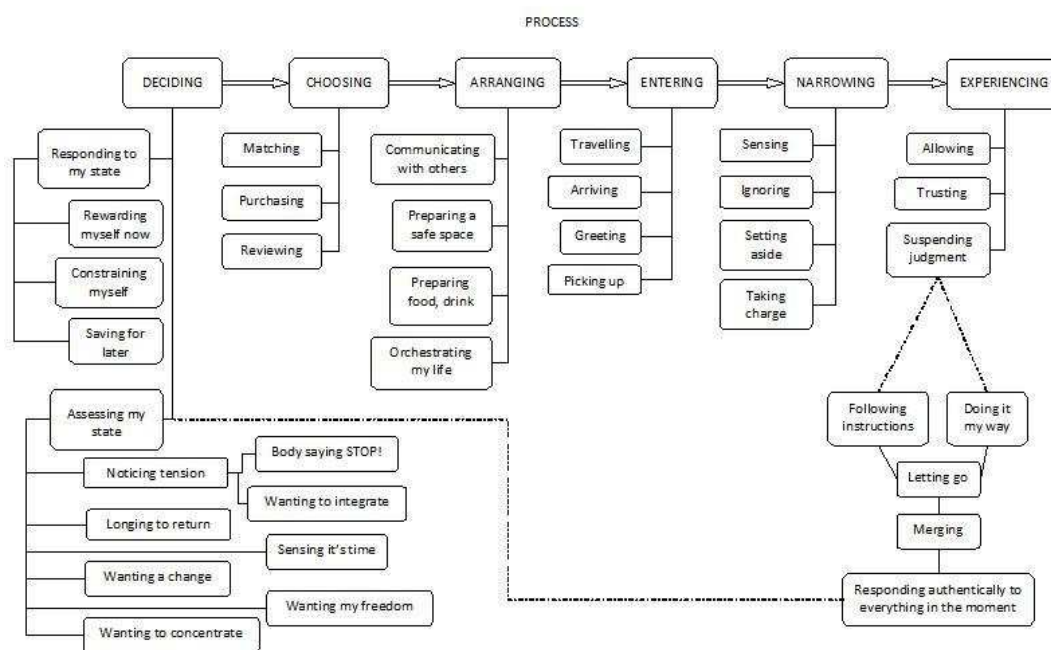 PROCESS
DECIDING
CHOOSING
ARRANGING
ENTERING
NARROWING
EXPERIENCING
Responding to
my state
Rewarding
myself now
Constraining
myself
Saving for
later
Assessing my
state
Noticing tension
Body saying STOP!
Wanting to integrate
Longing to return
Sensing it's time
Wanting a change
Wanting my freedom
Wanting to concentrate
Matching
Purchasing
Reviewing
Communicating
with others
Preparing a
safe space
Preparing
food, drink
Orchestrating
my life
Travelling
Arriving
Greeting
Picking up
Sensing
Ignoring
Setting
aside
Taking
charge
Allowing
Trusting
Suspending
judgment
Following
instructions
Doing it
my way
Letting go
Merging
Responding authentically to
everything in the moment